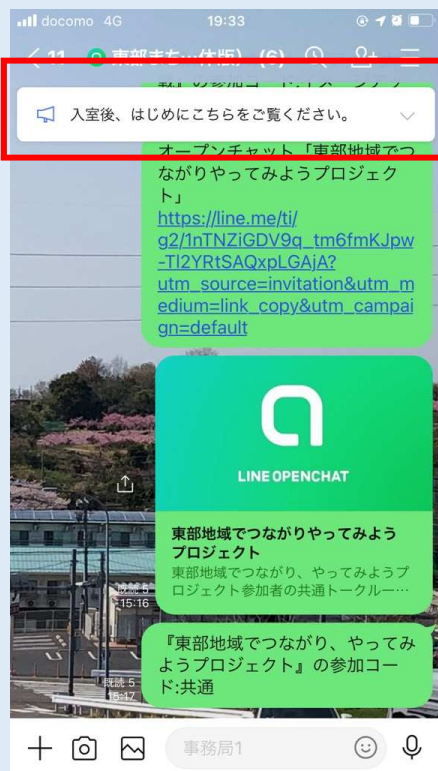 docomo 4G 19:33
11 東部まち…体版) (6)
入室後、はじめにこちらをご覧ください。
オープンチャット「東部地域でつ
ながりやってみようプロジェク
ト」
https://line.me/ti/
g2/1nTNZiGDV9q_tm6fmKJpw
-Tl2YRtSAQxpLGAjA?
utm_source=invitation&utm_m
edium=link_copy&utm_campai
gn=default
LINE OPENCHAT
東部地域でつながりやってみよう
プロジェクト
東部地域でつながり、やってみようプ
ロジェクト参加者の共通トークルー…
既読 5
15:16
『東部地域でつながり、やってみ
ようプロジェクト』の参加コー
ド:共通
既読 5
15:17
事務局1